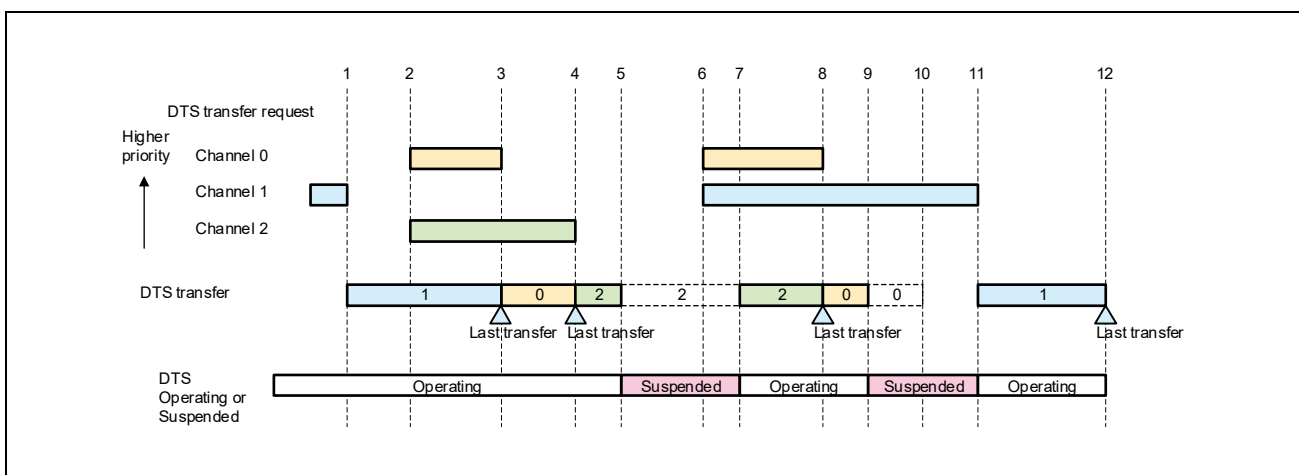 1 2 3 4 5 6 7 8 9 10 11 12
DTS transfer request
Higher
priority
Channel 0
Channel 1
Channel 2
DTS transfer
1 0 2 2 2 0 0 1
Last transfer Last transfer Last transfer Last transfer
DTS
Operating or
Suspended
Operating Suspended Operating Suspended Operating